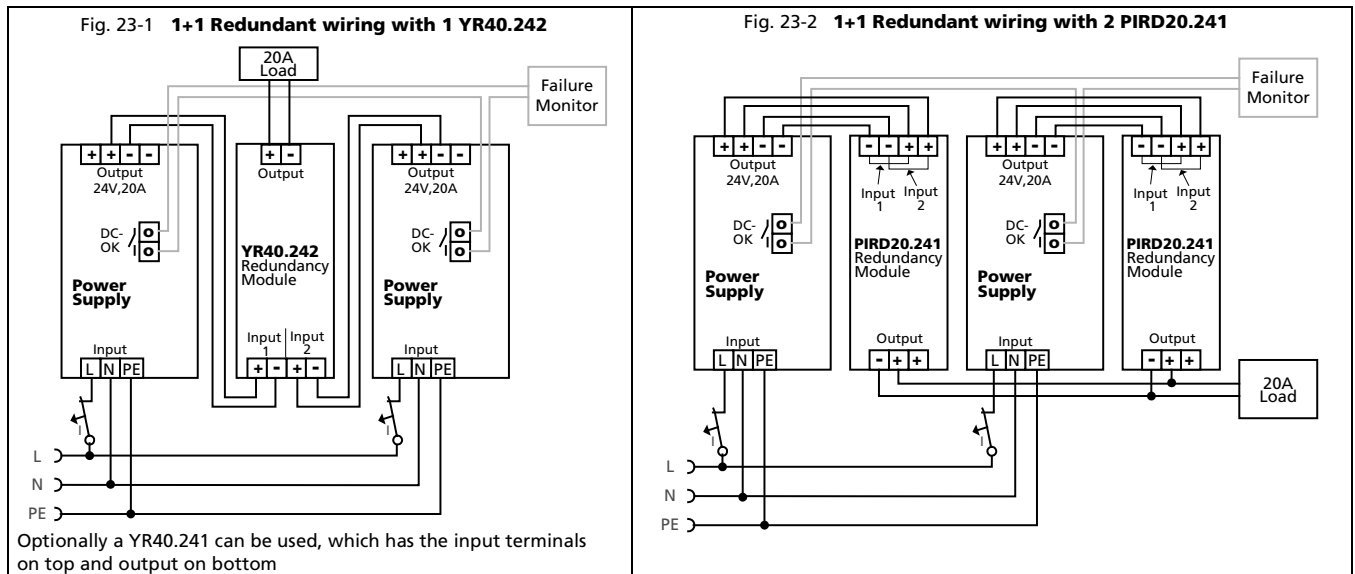 Fig. 23-1 1+1 Redundant wiring with 1 YR40.242
20A
Load
Failure
Monitor
+ + - -
Output
24V,20A
DC-
OK
Power
Supply
Input
L N PE
+ -
Output
YR40.242
Redundancy
Module
Input Input
1 2
+ - + -
+ + - -
Output
24V,20A
DC-
OK
Power
Supply
Input
L N PE
I
I
L
N
PE
Optionally a YR40.241 can be used, which has the input terminals
on top and output on bottom
Fig. 23-2 1+1 Redundant wiring with 2 PIRD20.241
Failure
Monitor
+ + - -
Output
24V,20A
DC-
OK
Power
Supply
Input
L N PE
- - + +
Input Input
1 2
PIRD20.241
Redundancy
Module
Output
- + +
+ + - -
Output
24V,20A
DC-
OK
Power
Supply
Input
L N PE
- - + +
Input Input
1 2
PIRD20.241
Redundancy
Module
Output
- + +
20A
Load
I
I
L
N
PE